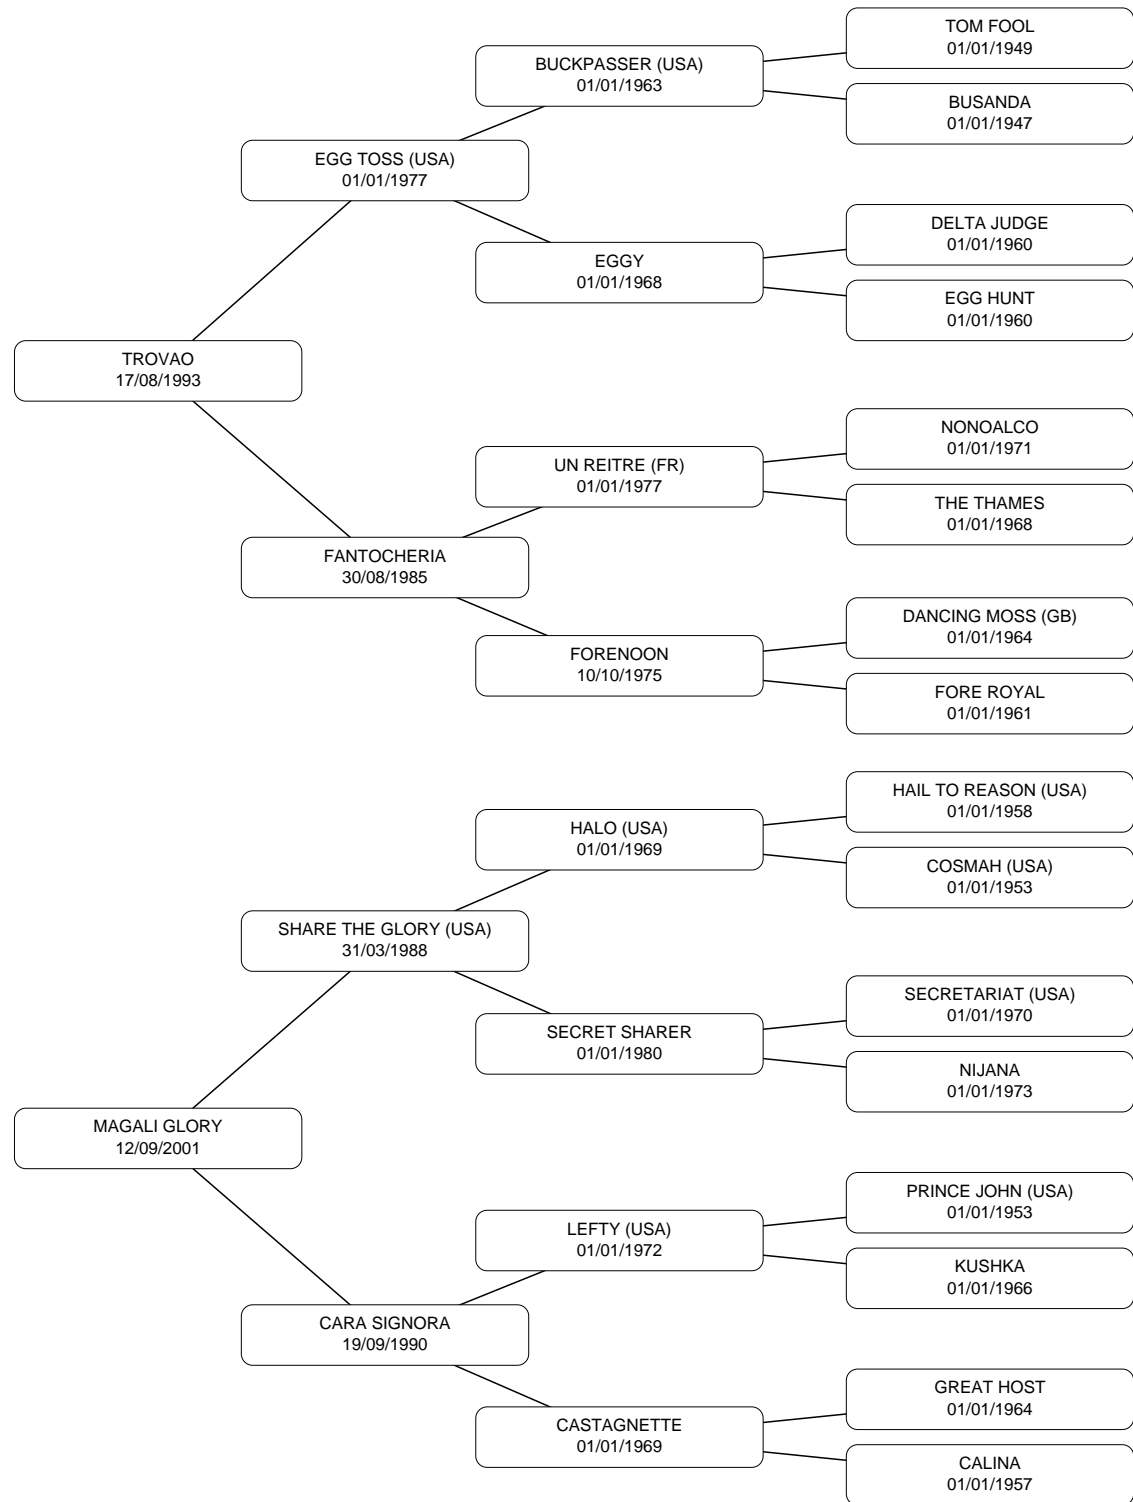 TOM FOOL
01/01/1949
BUCKPASSER (USA)
01/01/1963
BUSANDA
01/01/1947
EGG TOSS (USA)
01/01/1977
DELTA JUDGE
01/01/1960
EGGY
01/01/1968
EGG HUNT
01/01/1960
TROVAO
17/08/1993
NONOALCO
01/01/1971
UN REITRE (FR)
01/01/1977
THE THAMES
01/01/1968
FANTOCHERIA
30/08/1985
DANCING MOSS (GB)
01/01/1964
FORENOON
10/10/1975
FORE ROYAL
01/01/1961
HAIL TO REASON (USA)
01/01/1958
HALO (USA)
01/01/1969
COSMAH (USA)
01/01/1953
SHARE THE GLORY (USA)
31/03/1988
SECRETARIAT (USA)
01/01/1970
SECRET SHARER
01/01/1980
NIJANA
01/01/1973
MAGALI GLORY
12/09/2001
PRINCE JOHN (USA)
01/01/1953
LEFTY (USA)
01/01/1972
KUSHKA
01/01/1966
CARA SIGNORA
19/09/1990
GREAT HOST
01/01/1964
CASTAGNETTE
01/01/1969
CALINA
01/01/1957